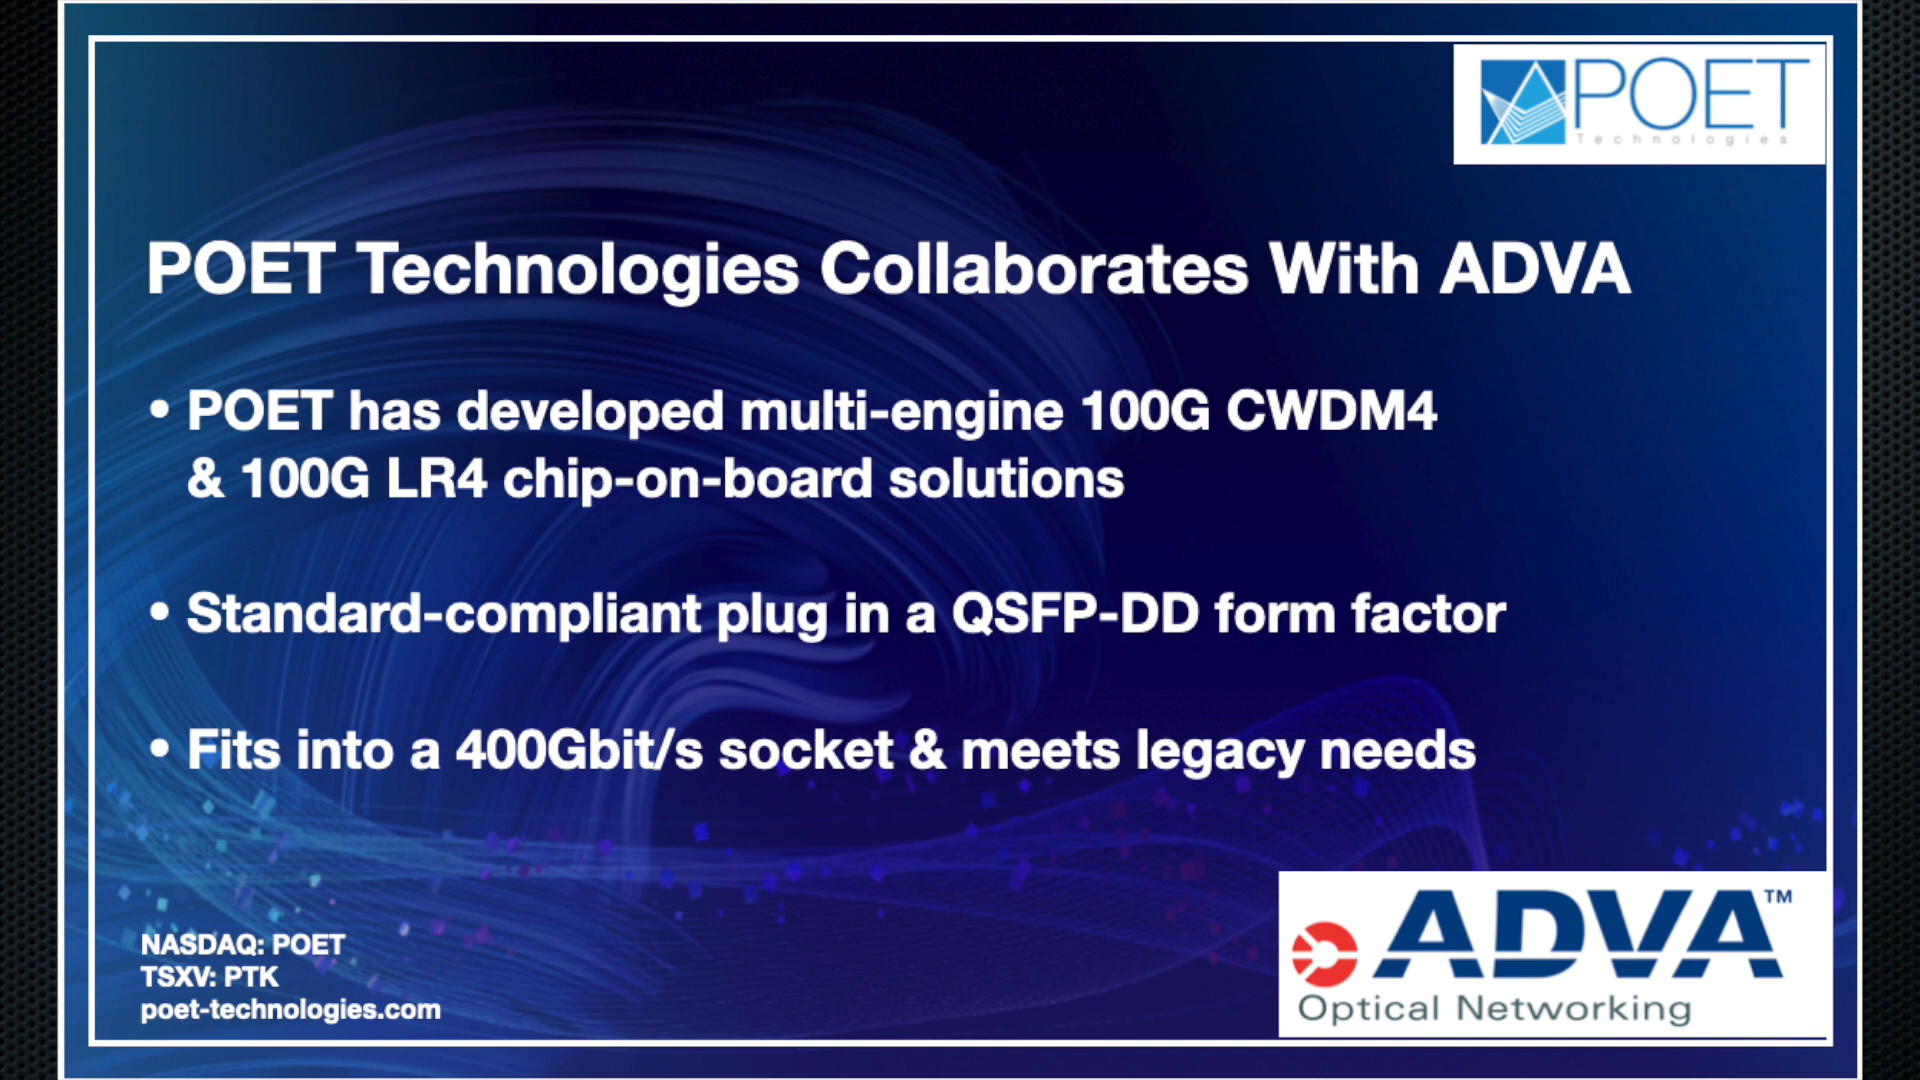 POET
Technologies
POET Technologies Collaborates With ADVA
• POET has developed multi-engine 100G CWDM4
& 100G LR4 chip-on-board solutions
• Standard-compliant plug in a QSFP-DD form factor
• Fits into a 400Gbit/s socket & meets legacy needs
NASDAQ: POET
TSXV: PTK
poet-technologies.com
ADVA™
Optical Networking